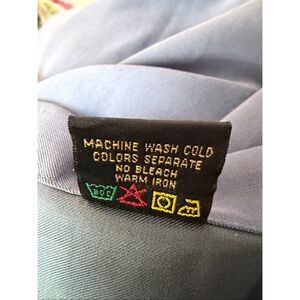 MACHINE WASH COLD
COLORS SEPARATE
NO BLEACH
WARM IRON